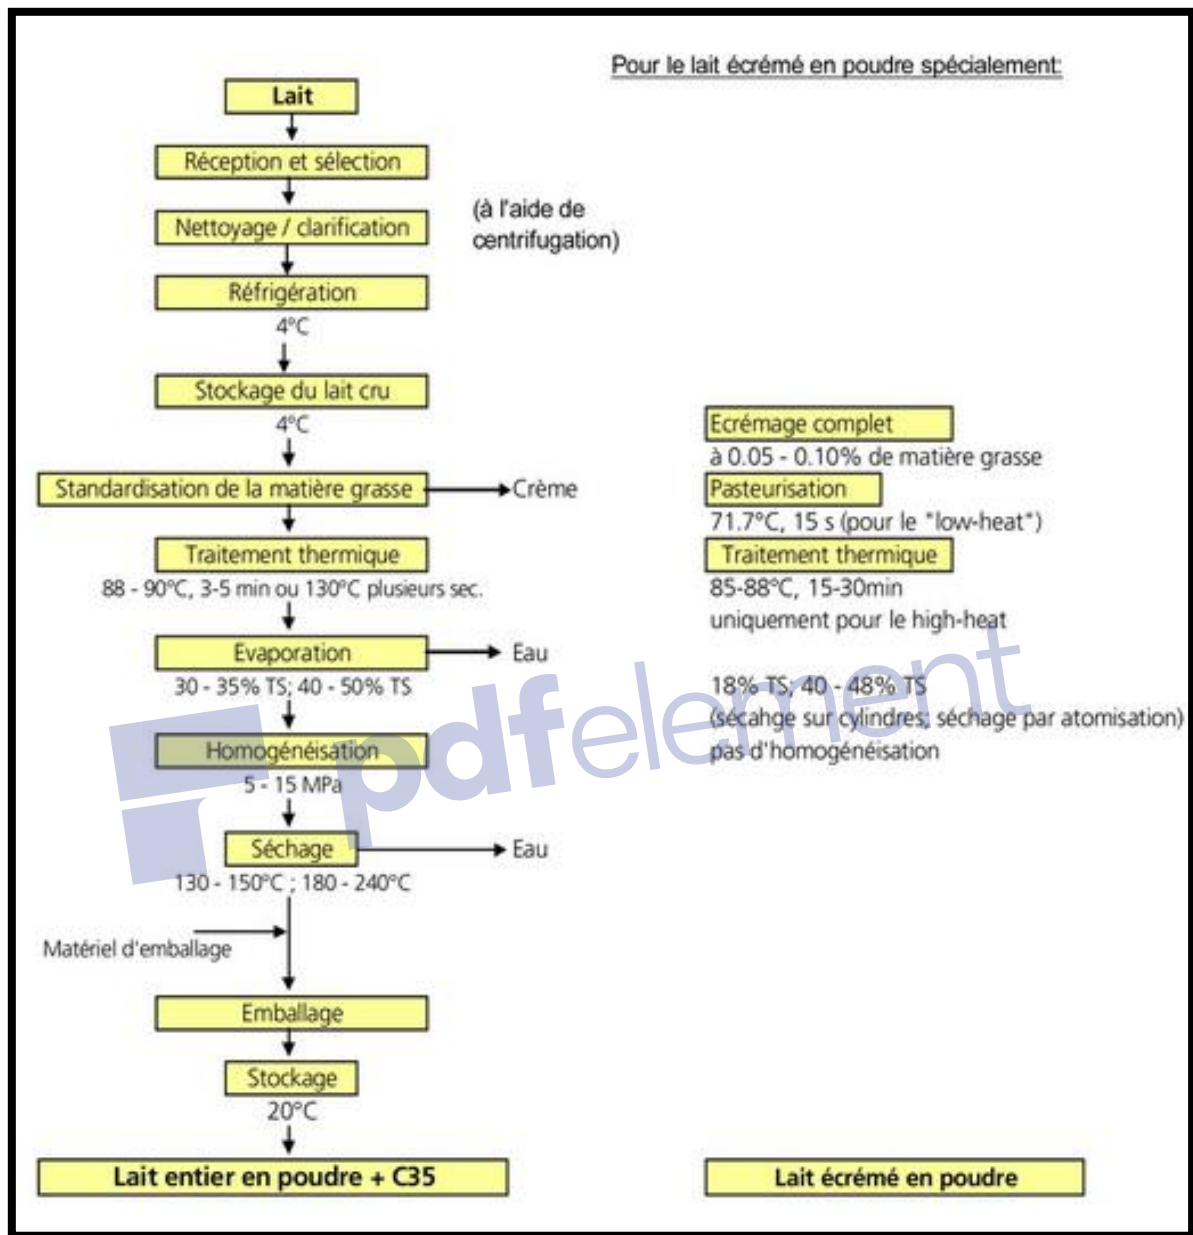 Pour le lait écrémé en poudre spécialement:
Lait
Réception et sélection
Nettoyage / clarification
(à l'aide de
centrifugation)
Réfrigération
4°C
Stockage du lait cru
4°C
Standardisation de la matière grasse
Crème
Traitement thermique
88 - 90°C, 3-5 min ou 130°C plusieurs sec.
Evaporation
Eau
30 - 35% TS; 40 - 50% TS
Homogénéisation
5 - 15 MPa
Séchage
Eau
130 - 150°C ; 180 - 240°C
Matériel d'emballage
Emballage
Stockage
20°C
Lait entier en poudre + C35
Ecrémage complet
à 0.05 - 0.10% de matière grasse
Pasteurisation
71.7°C, 15 s (pour le "low-heat")
Traitement thermique
85-88°C, 15-30min
uniquement pour le high-heat
18% TS; 40 - 48% TS
(sécahge sur cylindres; séchage par atomisation)
pas d'homogénéisation
Lait écrémé en poudre
pdfelement